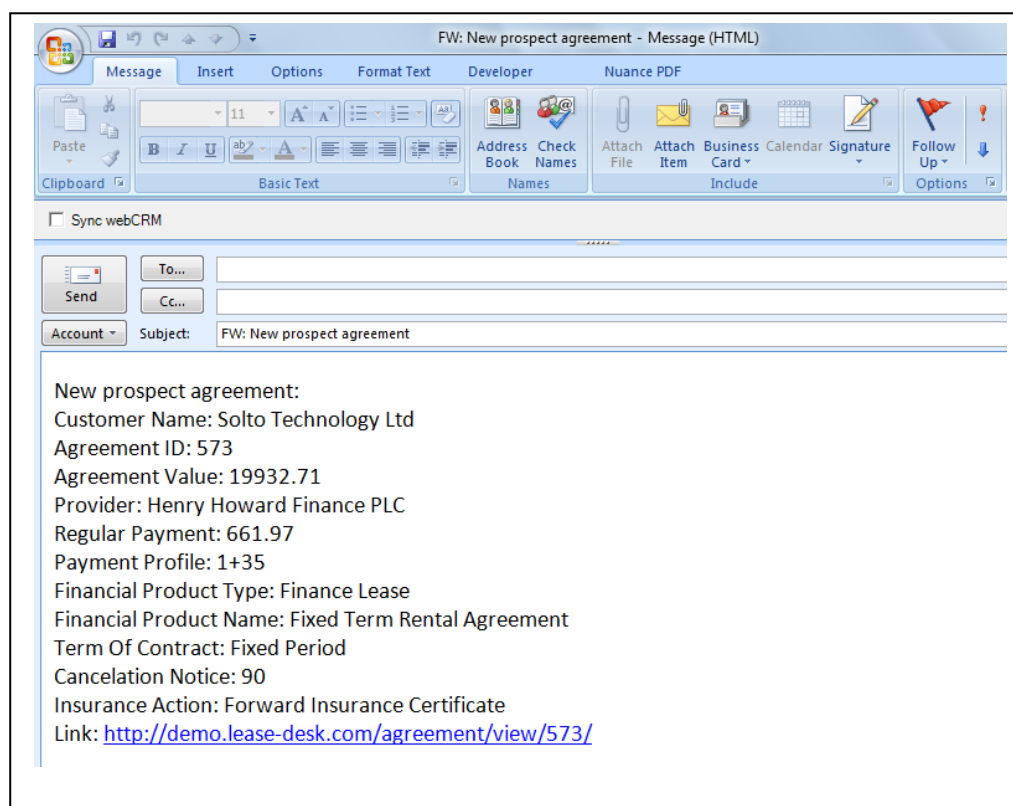 FW: New prospect agreement - Message (HTML)
Message Insert Options Format Text Developer Nuance PDF
11 A A Aa
Paste B I U ab A Address Book Check Names Attach File Attach Item Business Card Calendar Signature Follow Up
Clipboard Basic Text Names Include Options
Sync webCRM
To...
Send
Cc...
Account Subject: FW: New prospect agreement
New prospect agreement:
Customer Name: Solto Technology Ltd
Agreement ID: 573
Agreement Value: 19932.71
Provider: Henry Howard Finance PLC
Regular Payment: 661.97
Payment Profile: 1+35
Financial Product Type: Finance Lease
Financial Product Name: Fixed Term Rental Agreement
Term Of Contract: Fixed Period
Cancelation Notice: 90
Insurance Action: Forward Insurance Certificate
Link: http://demo.lease-desk.com/agreement/view/573/